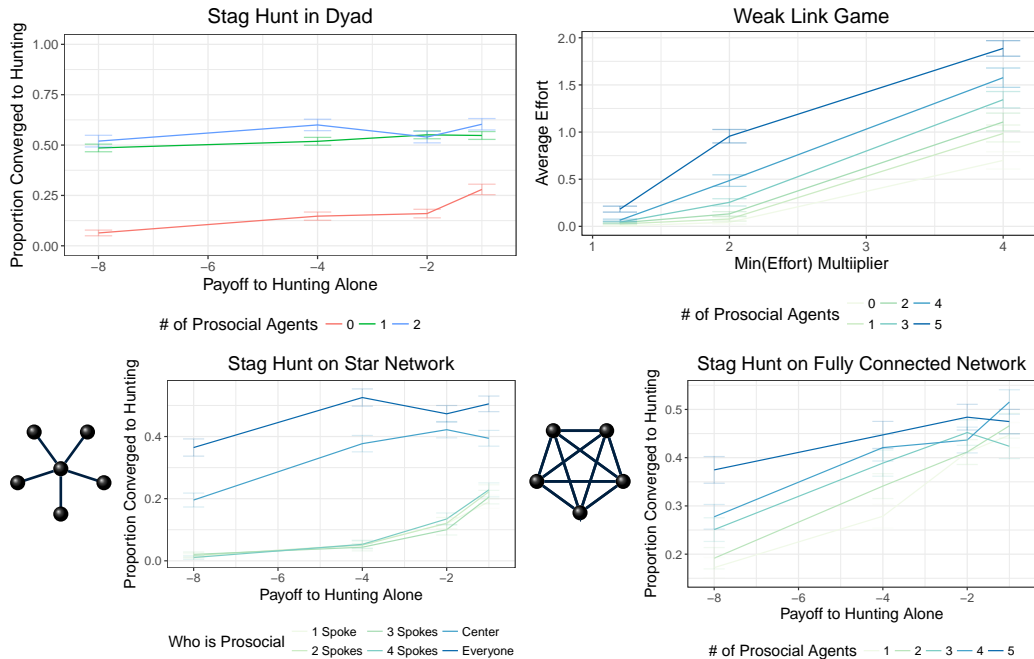 Stag Hunt in Dyad
Proportion Converged to Hunting
1.00
0.75
0.50
0.25
0.00
−8
−6
−4
−2
Payoff to Hunting Alone
# of Prosocial Agents 0 1 2
Weak Link Game
Average Effort
2.0
1.5
1.0
0.5
0.0
1
2
3
4
Min(Effort) Multiiplier
# of Prosocial Agents
0 2 4
1 3 5
Stag Hunt on Star Network
Proportion Converged to Hunting
0.4
0.2
0.0
−8
−6
−4
−2
Payoff to Hunting Alone
Who is Prosocial
1 Spoke 3 Spokes Center
2 Spokes 4 Spokes Everyone
Stag Hunt on Fully Connected Network
Proportion Converged to Hunting
0.5
0.4
0.3
0.2
−8
−6
−4
−2
Payoff to Hunting Alone
# of Prosocial Agents 1 2 3 4 5